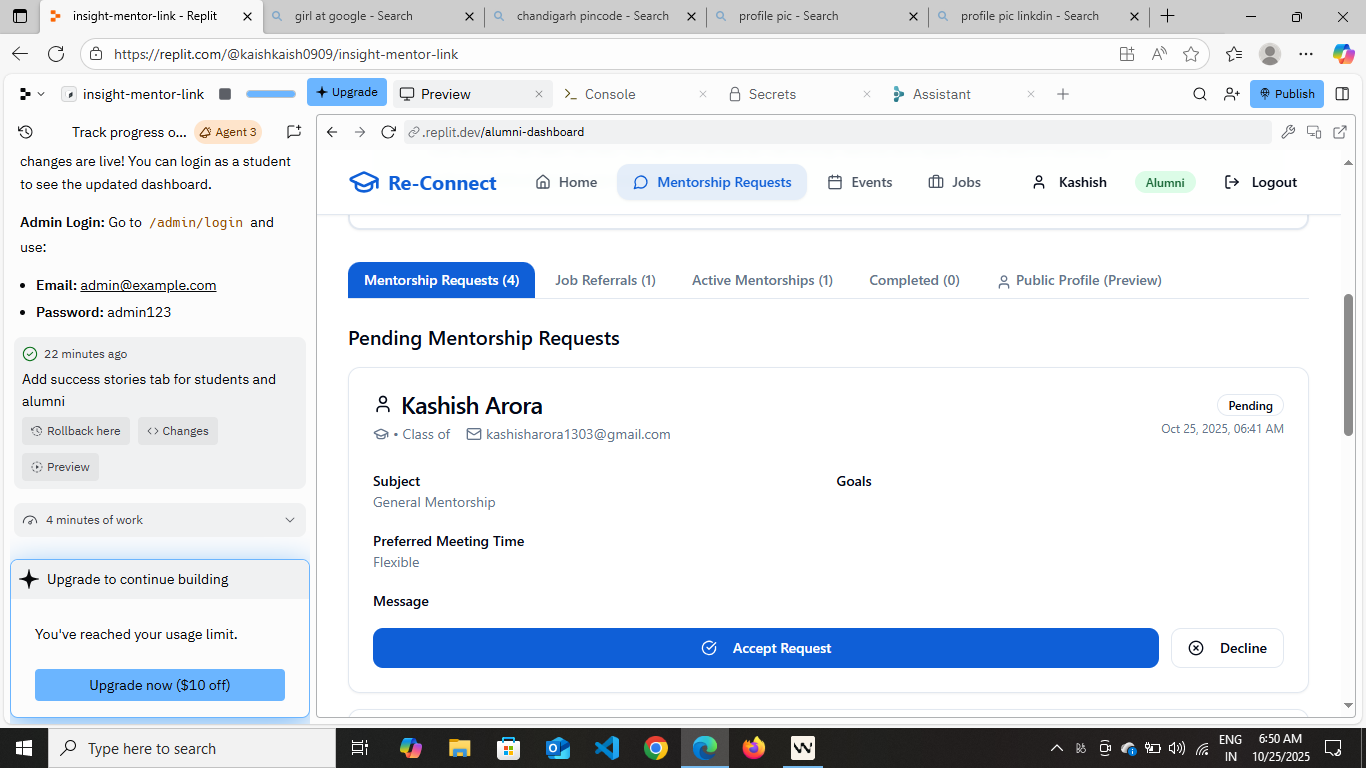 insight-mentor-link - Replit
girl at google - Search
chandigarh pincode - Search
profile pic - Search
profile pic linkdin - Search
https://replit.com/@kaishkaish0909/insight-mentor-link
insight-mentor-link
Upgrade
Preview
Console
Secrets
Assistant
Publish
Track progress o...
Agent 3
.replit.dev/alumni-dashboard
changes are live! You can login as a student
to see the updated dashboard.
Admin Login: Go to /admin/login and
use:
• Email: admin@example.com
• Password: admin123
22 minutes ago
Add success stories tab for students and
alumni
Rollback here
<> Changes
Preview
4 minutes of work
Upgrade to continue building
You've reached your usage limit.
Upgrade now ($10 off)
Re-Connect
Home
Mentorship Requests
Events
Jobs
Kashish
Alumni
Logout
Mentorship Requests (4)
Job Referrals (1)
Active Mentorships (1)
Completed (0)
Public Profile (Preview)
Pending Mentorship Requests
Kashish Arora
Pending
• Class of
kashisharora1303@gmail.com
Oct 25, 2025, 06:41 AM
Subject
Goals
General Mentorship
Preferred Meeting Time
Flexible
Message
Accept Request
Decline
Type here to search
ENG
IN
6:50 AM
10/25/2025